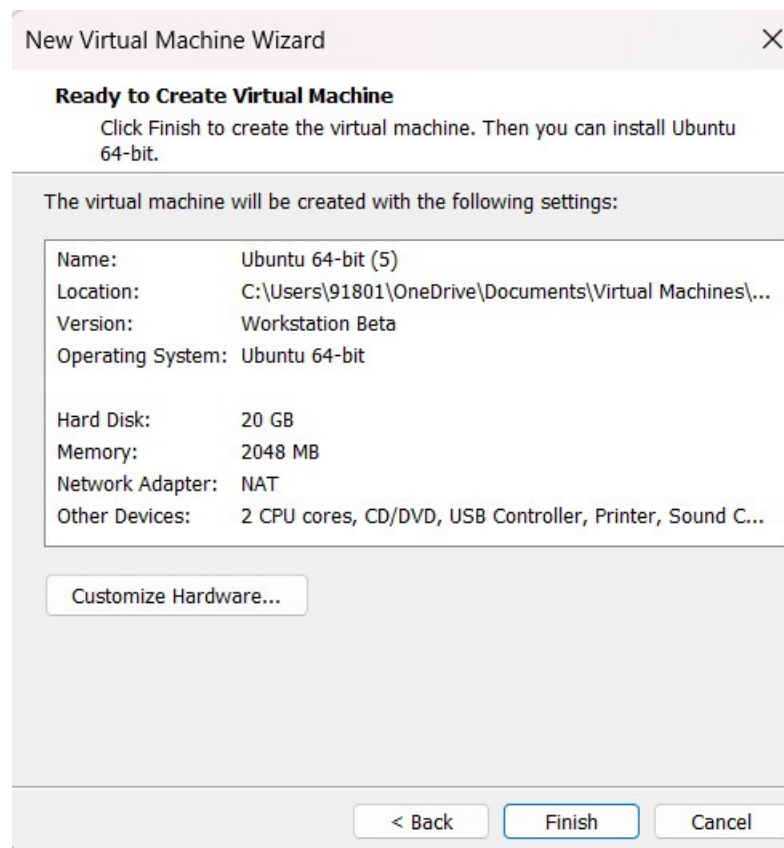 New Virtual Machine Wizard
Ready to Create Virtual Machine
Click Finish to create the virtual machine. Then you can install Ubuntu
64-bit.
The virtual machine will be created with the following settings:
Name: Ubuntu 64-bit (5)
Location: C:\Users\91801\OneDrive\Documents\Virtual Machines\...
Version: Workstation Beta
Operating System: Ubuntu 64-bit
Hard Disk: 20 GB
Memory: 2048 MB
Network Adapter: NAT
Other Devices: 2 CPU cores, CD/DVD, USB Controller, Printer, Sound C...
Customize Hardware...
< Back Finish Cancel